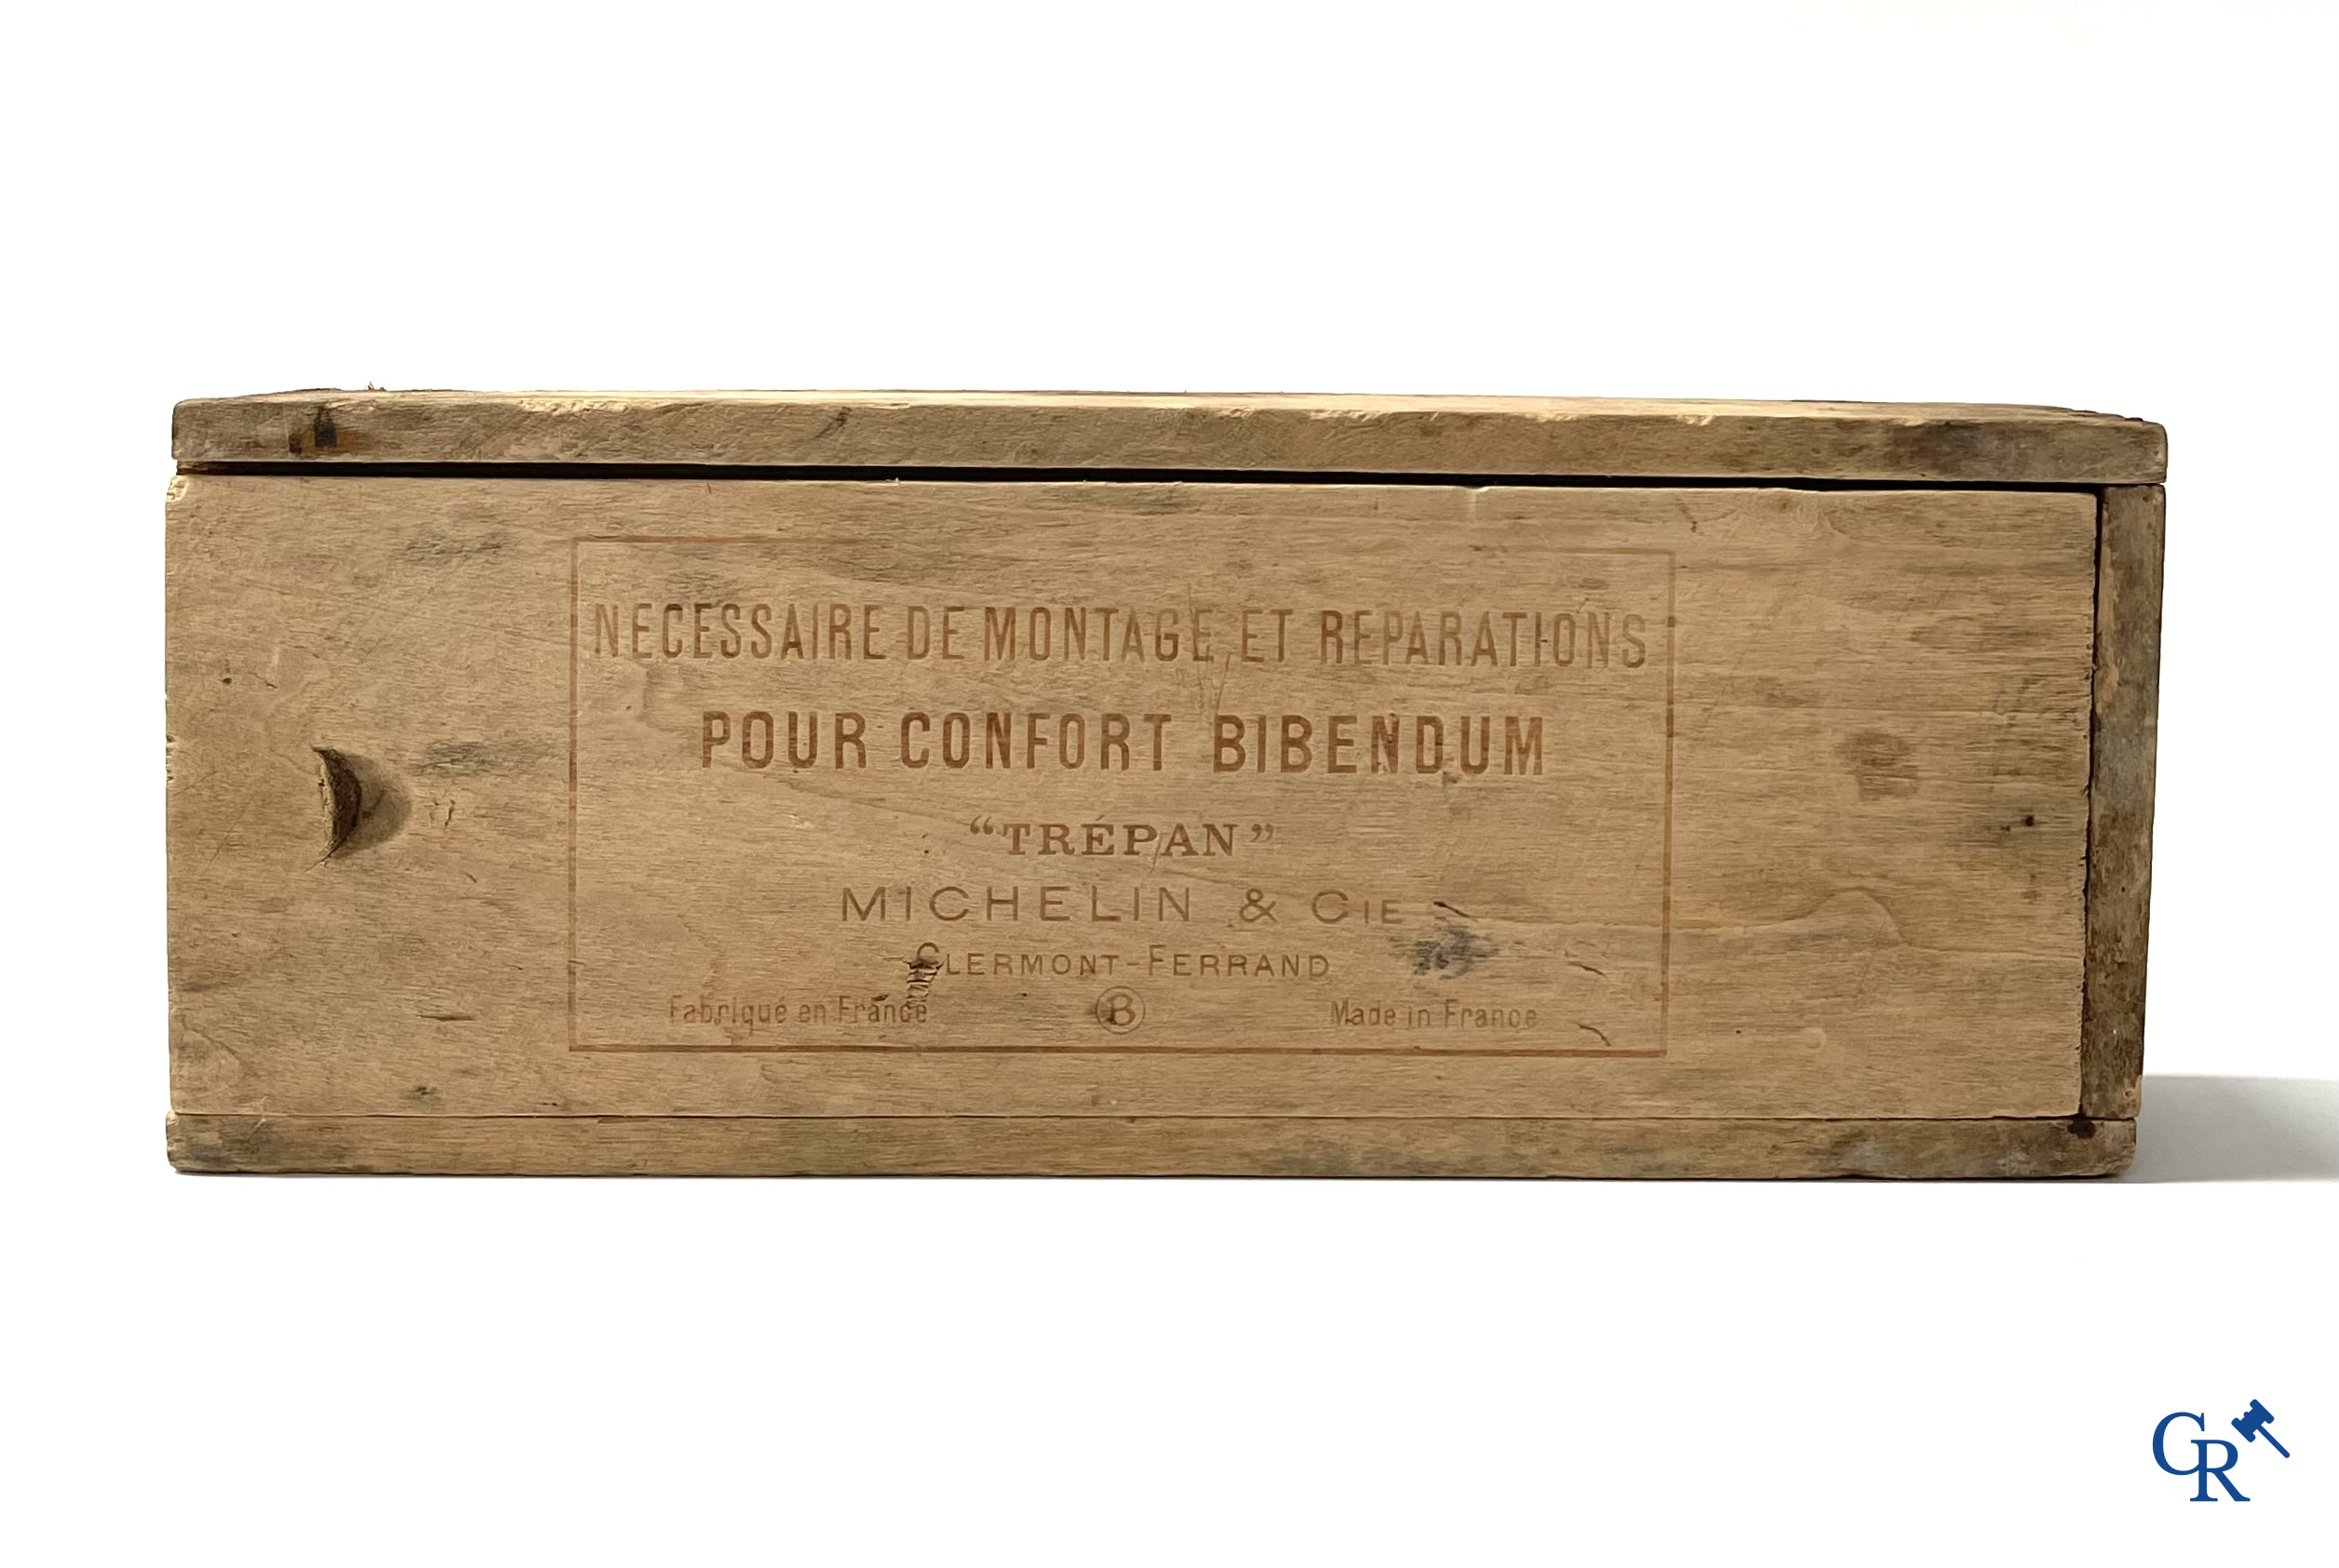 NECESSAIRE DE MONTAGE ET REPARATIONS
POUR CONFORT BIBENDUM
“TRÉPAN”
MICHELIN & CIE
CLERMONT-FERRAND
Fabriqué en France B Made in France
CR